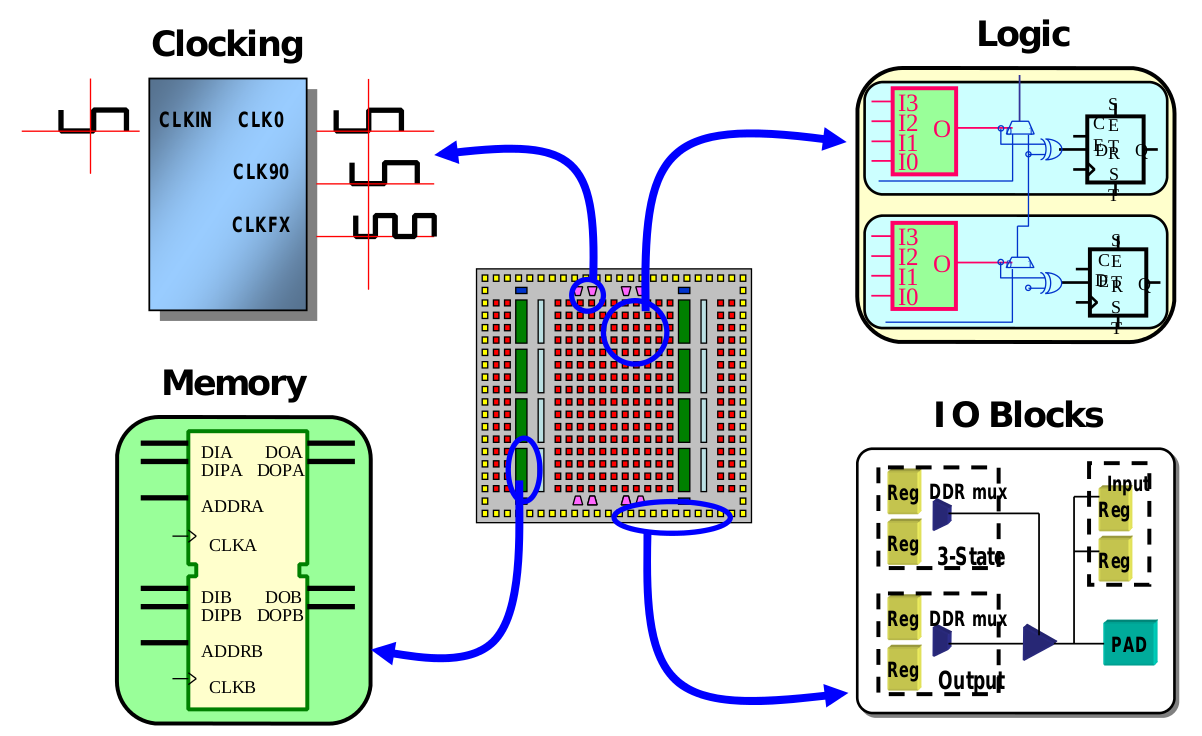 Clocking
CLKIN CLK0
CLK90
CLKFX
Logic
I3
I2
I1
I0
O
S
E
T
CE
D
Q
R
S
T
I3
I2
I1
I0
O
S
E
T
CE
D
Q
R
S
T
Memory
DIA DOA
DIPA DOPA
ADDRA
CLKA
DIB DOB
DIPB DOPB
ADDRB
CLKB
IO Blocks
Reg DDR mux
Reg
3-State
Input
Reg
Reg
Reg DDR mux
Reg
Output
PAD